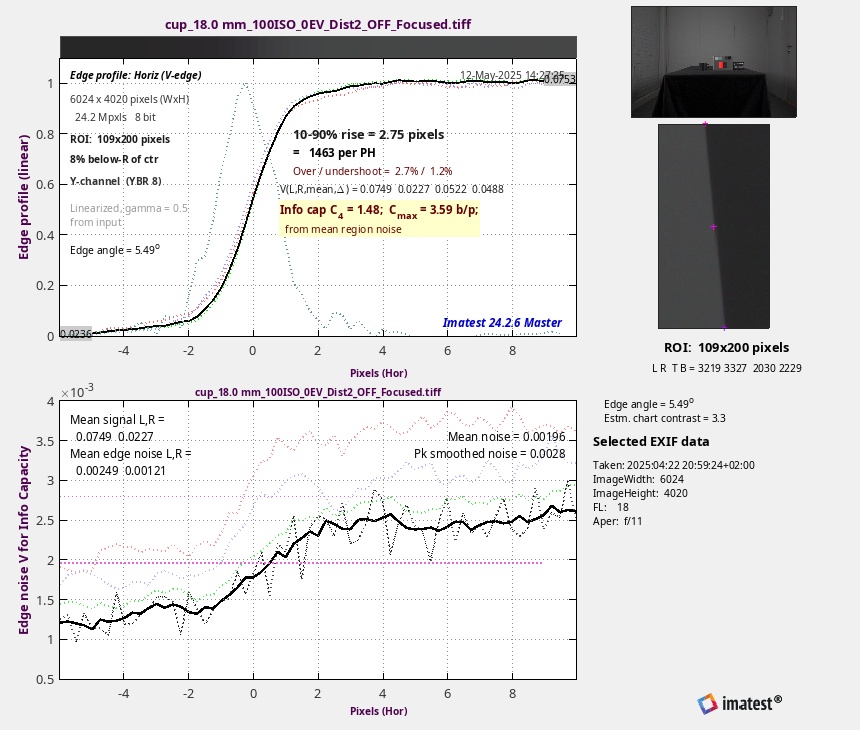 cup_18.0 mm_100ISO_0EV_Dist2_OFF_Focused.tiff
Edge profile: Horiz (V-edge)
12-May-2025 14:27:25
0.0753
6024 x 4020 pixels (WxH)
24.2 Mpxls 8 bit
ROI: 109x200 pixels
8% below-R of ctr
Y-channel (YBR 8)
Linearized, gamma = 0.5
from input
Edge angle = 5.49°
10-90% rise = 2.75 pixels
= 1463 per PH
Over / undershoot = 2.7% / 1.2%
V(L,R,mean,Δ) = 0.0749 0.0227 0.0522 0.0488
Info cap C4 = 1.48; Cmax = 3.59 b/p;
from mean region noise
Imatest 24.2.6 Master
0.0236
Edge profile (linear)
1
0.8
0.6
0.4
0.2
0
-4 -2 0 2 4 6 8
Pixels (Hor)
ROI: 109x200 pixels
L R T B = 3219 3327 2030 2229
cup_18.0 mm_100ISO_0EV_Dist2_OFF_Focused.tiff
×10-3
Mean signal L,R =
0.0749 0.0227
Mean edge noise L,R =
0.00249 0.00121
Mean noise = 0.00196
Pk smoothed noise = 0.0028
Edge noise V for Info Capacity
4
3.5
3
2.5
2
1.5
1
0.5
-4 -2 0 2 4 6 8
Pixels (Hor)
Edge angle = 5.49°
Estm. chart contrast = 3.3
Selected EXIF data
Taken: 2025:04:22 20:59:24+02:00
ImageWidth: 6024
ImageHeight: 4020
FL: 18
Aper: f/11
imatest®